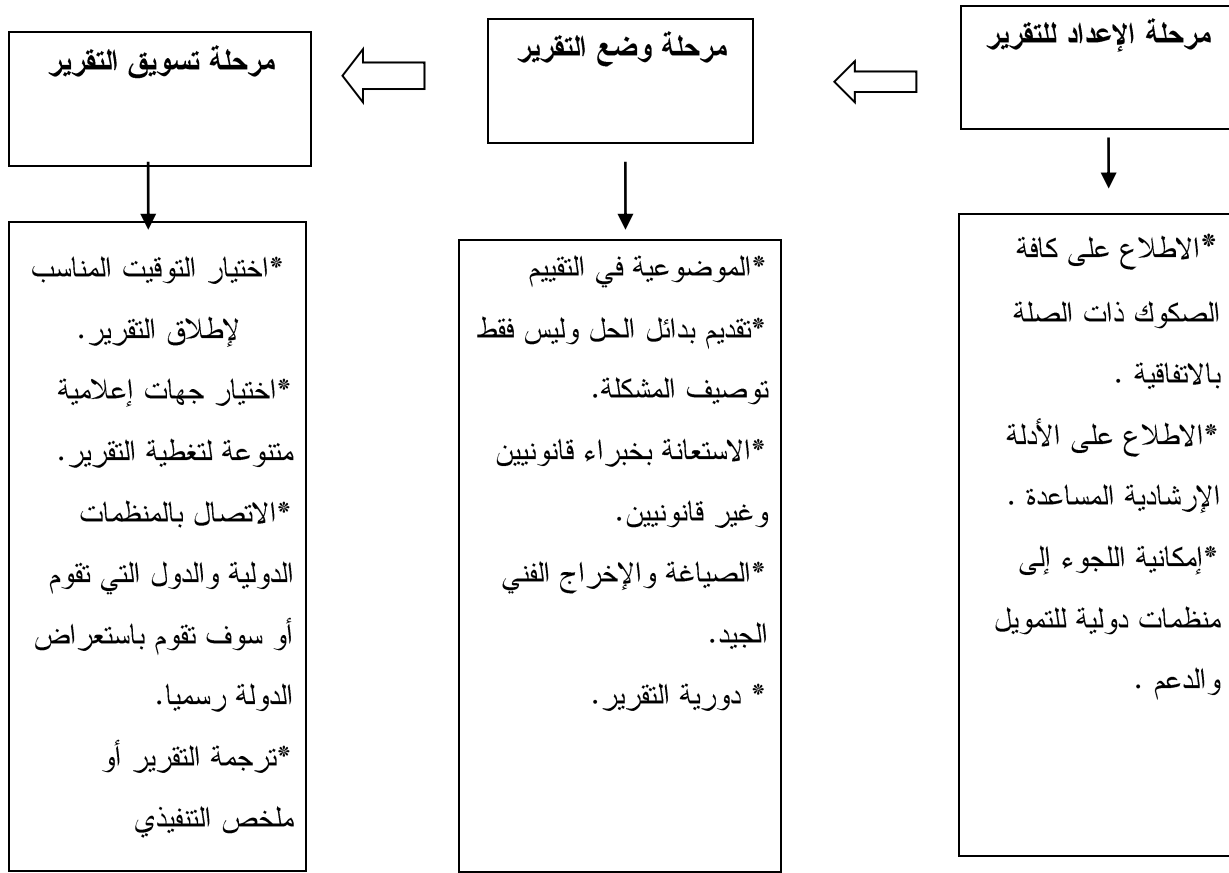 مرحلة الإعداد للتقرير
مرحلة وضع التقرير
مرحلة تسويق التقرير
*الاطلاع على كافة
الصكوك ذات الصلة
بالاتفاقية .
*الاطلاع على الأدلة
الإرشادية المساعدة .
*إمكانية اللجوء إلى
منظمات دولية للتمويل
والدعم .
*الموضوعية في التقييم
*تقديم بدائل الحل وليس فقط
توصيف المشكلة.
*الاستعانة بخبراء قانونيين
وغير قانونيين.
*الصياغة والإخراج الفني
الجيد.
* دورية التقرير.
*اختيار التوقيت المناسب
لإطلاق التقرير.
*اختيار جهات إعلامية
متنوعة لتغطية التقرير.
*الاتصال بالمنظمات
الدولية والدول التي تقوم
أو سوف تقوم باستعراض
الدولة رسميا.
*ترجمة التقرير أو
ملخص التنفيذي